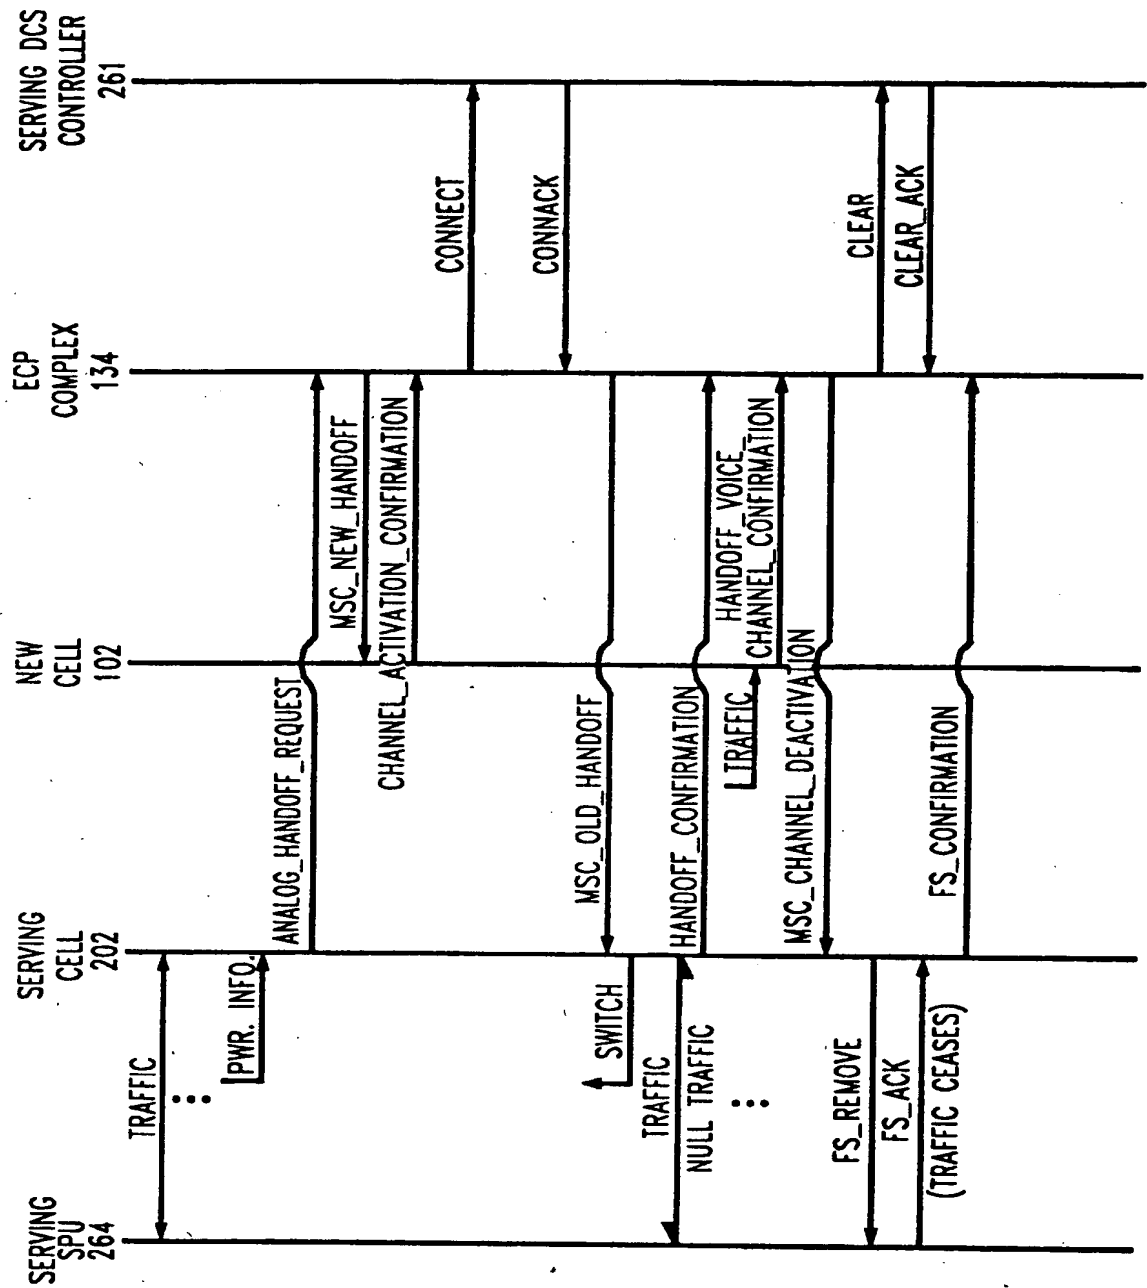 SERVING
SPU
264
SERVING
CELL
202
NEW
CELL
102
ECP
COMPLEX
134
SERVING DCS
CONTROLLER
261
TRAFFIC
PWR. INFO.
ANALOG_HANDOFF_REQUEST
MSC_NEW_HANDOFF
CHANNEL_ACTIVATION_CONFIRMATION
CONNECT
CONNACK
MSC_OLD_HANDOFF
SWITCH
TRAFFIC
NULL TRAFFIC
HANDOFF_CONFIRMATION
TRAFFIC
HANDOFF_VOICE_
CHANNEL_CONFIRMATION
MSC_CHANNEL_DEACTIVATION
FS_REMOVE
CLEAR
FS_ACK
(TRAFFIC CEASES)
CLEAR_ACK
FS_CONFIRMATION